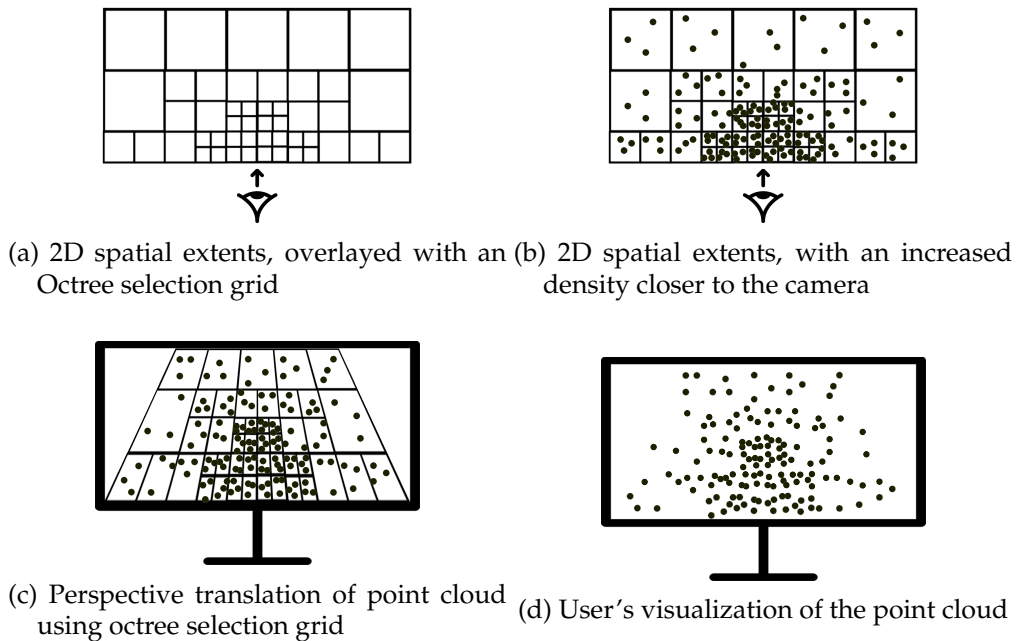 (a) 2D spatial extents, overlayed with an
Octree selection grid
(b) 2D spatial extents, with an increased
density closer to the camera
(c) Perspective translation of point cloud
using octree selection grid
(d) User's visualization of the point cloud